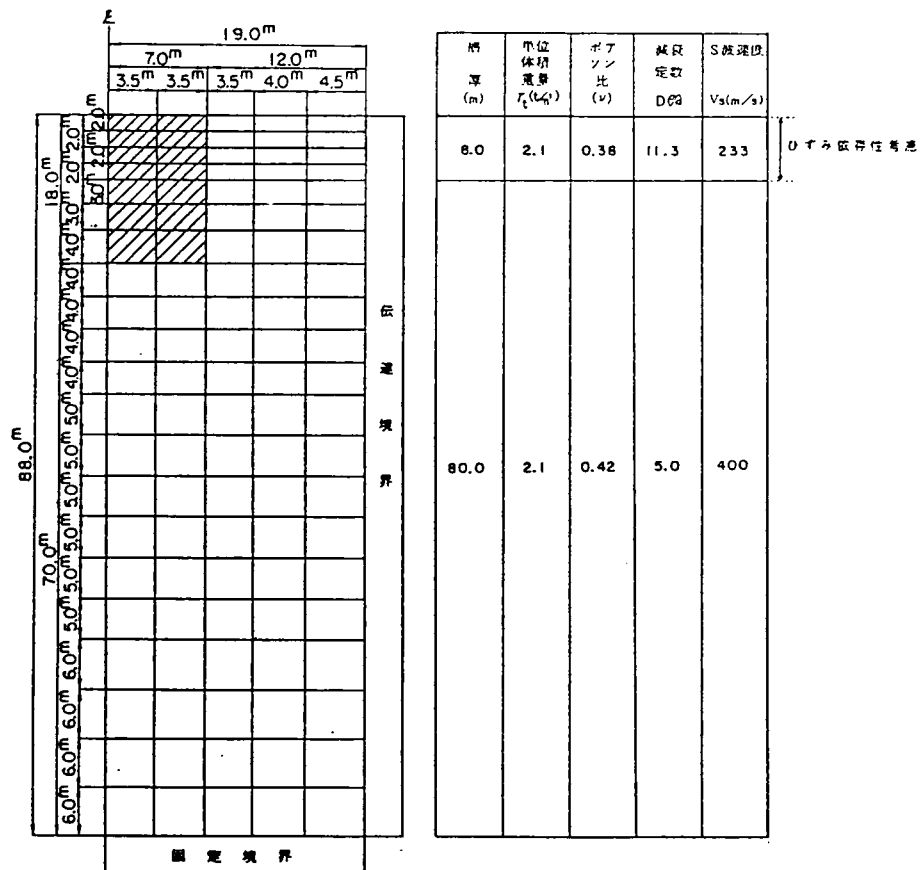 19.0m
7.0m 12.0m
3.5m 3.5m 3.5m 4.0m 4.5m
88.0m
18.0m
70.0m
2.0m
2.0m
2.0m
2.0m
3.0m
3.0m
4.0m
4.0m
4.0m
4.0m
4.0m
5.0m
5.0m
5.0m
5.0m
5.0m
5.0m
6.0m
6.0m
6.0m
6.0m
伝達境界
固定境界
層厚 (m)
単位体積重量
ポアソン比 (ν)
減衰定数
S波速度 Vs(m/s)
8.0 2.1 0.38 11.3 233
ひずみ依存性考慮
80.0 2.1 0.42 5.0 400